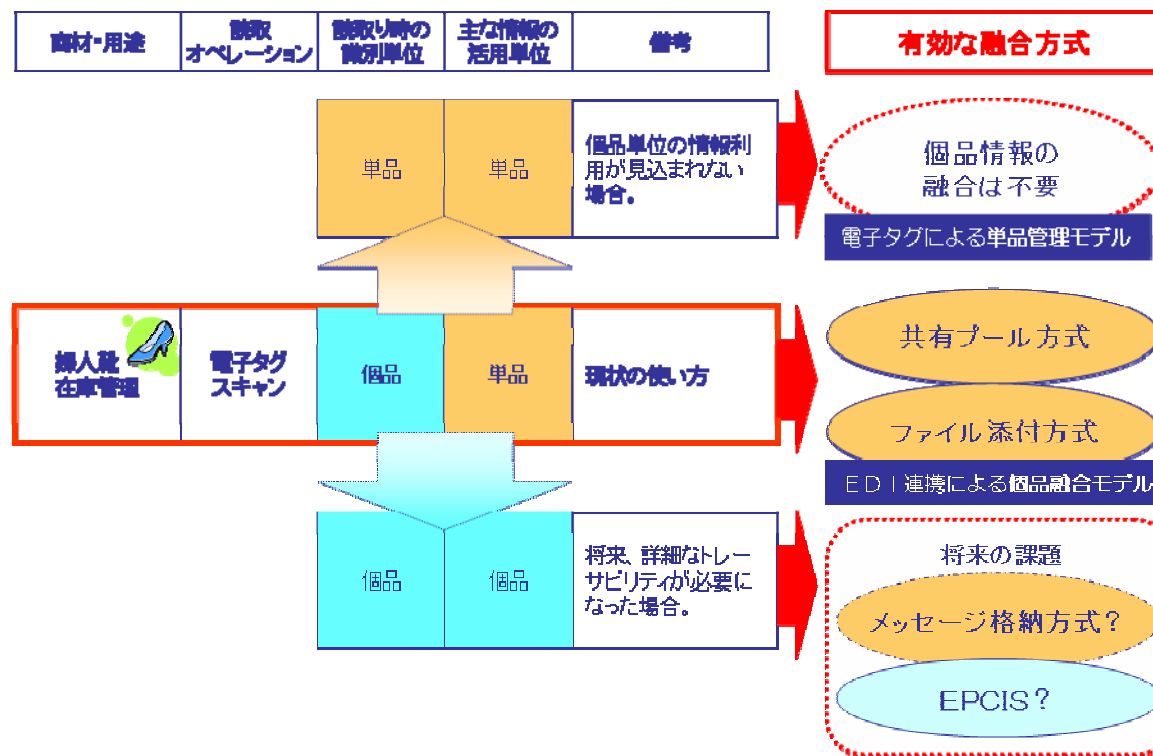 商材・用途
読取
オペレーション
読取り時の
識別単位
主な情報の
活用単位
備考
有効な融合方式
単品
単品
個品単位の情報利
用が見込まれない
場合。
個品情報の
融合は不要
電子タグによる単品管理モデル
婦人靴
在庫管理
電子タグ
スキャン
個品
単品
現状の使い方
共有プール方式
ファイル添付方式
ＥＤＩ連携による個品融合モデル
個品
個品
将来、詳細なトレー
サビリティが必要に
なった場合。
将来の課題
メッセージ格納方式？
EPCIS？